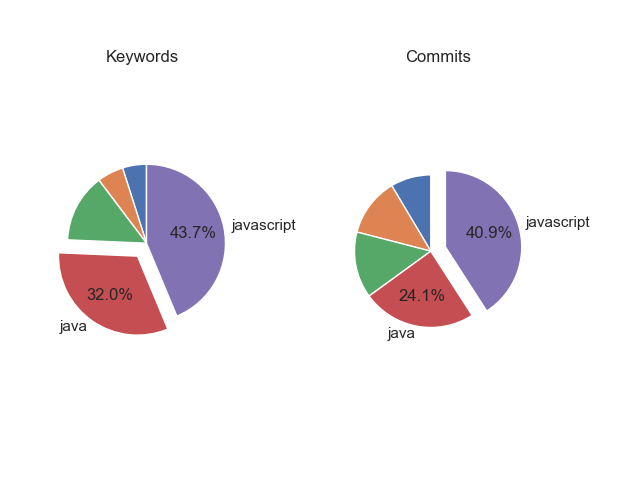 Keywords
Commits
43.7%
javascript
32.0%
java
40.9%
javascript
24.1%
java